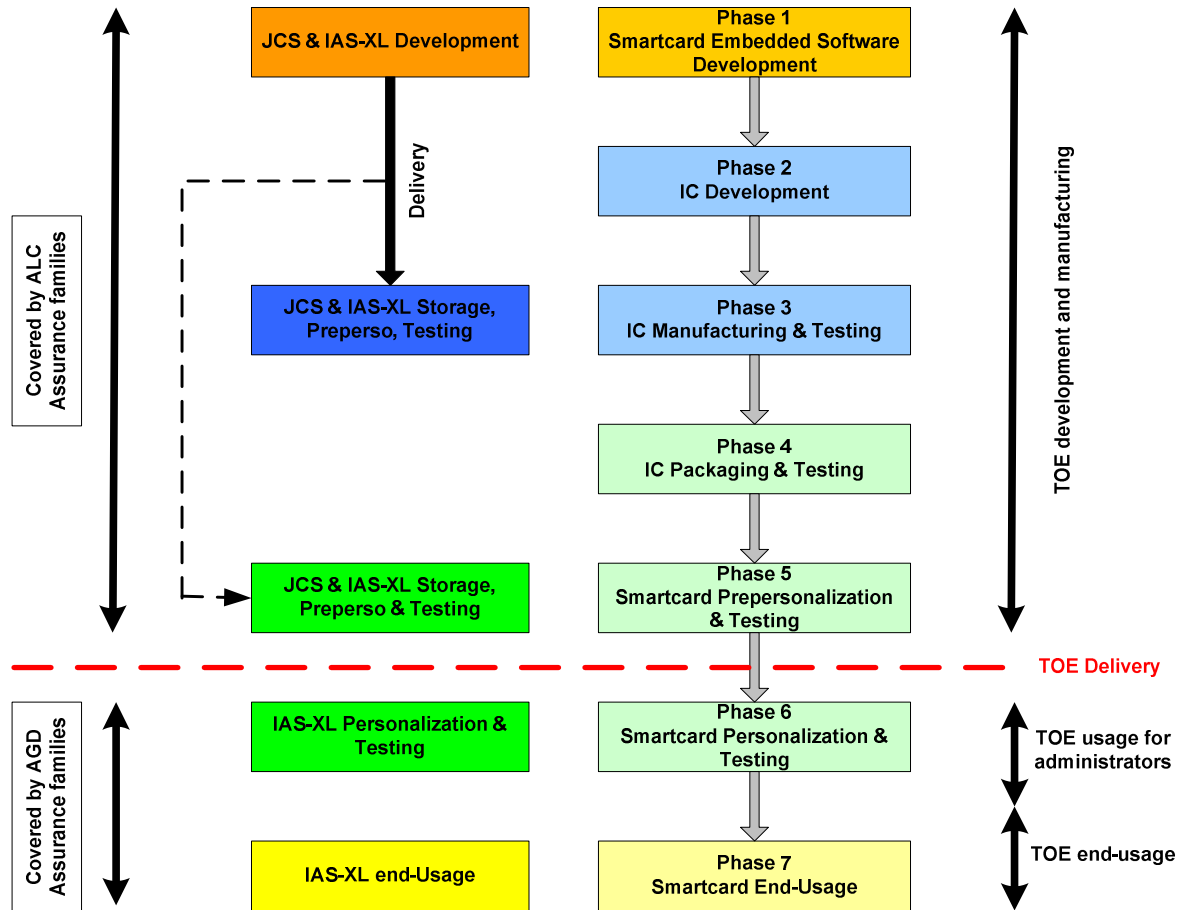 JCS & IAS-XL Development
Phase 1
Smartcard Embedded Software
Development
Delivery
Phase 2
IC Development
Covered by ALC
Assurance families
TOE development and manufacturing
JCS & IAS-XL Storage,
Preperso, Testing
Phase 3
IC Manufacturing & Testing
Phase 4
IC Packaging & Testing
JCS & IAS-XL Storage,
Preperso & Testing
Phase 5
Smartcard Prepersonalization
& Testing
TOE Delivery
Covered by AGD
Assurance families
IAS-XL Personalization &
Testing
Phase 6
Smartcard Personalization &
Testing
TOE usage for
administrators
IAS-XL end-Usage
Phase 7
Smartcard End-Usage
TOE end-usage